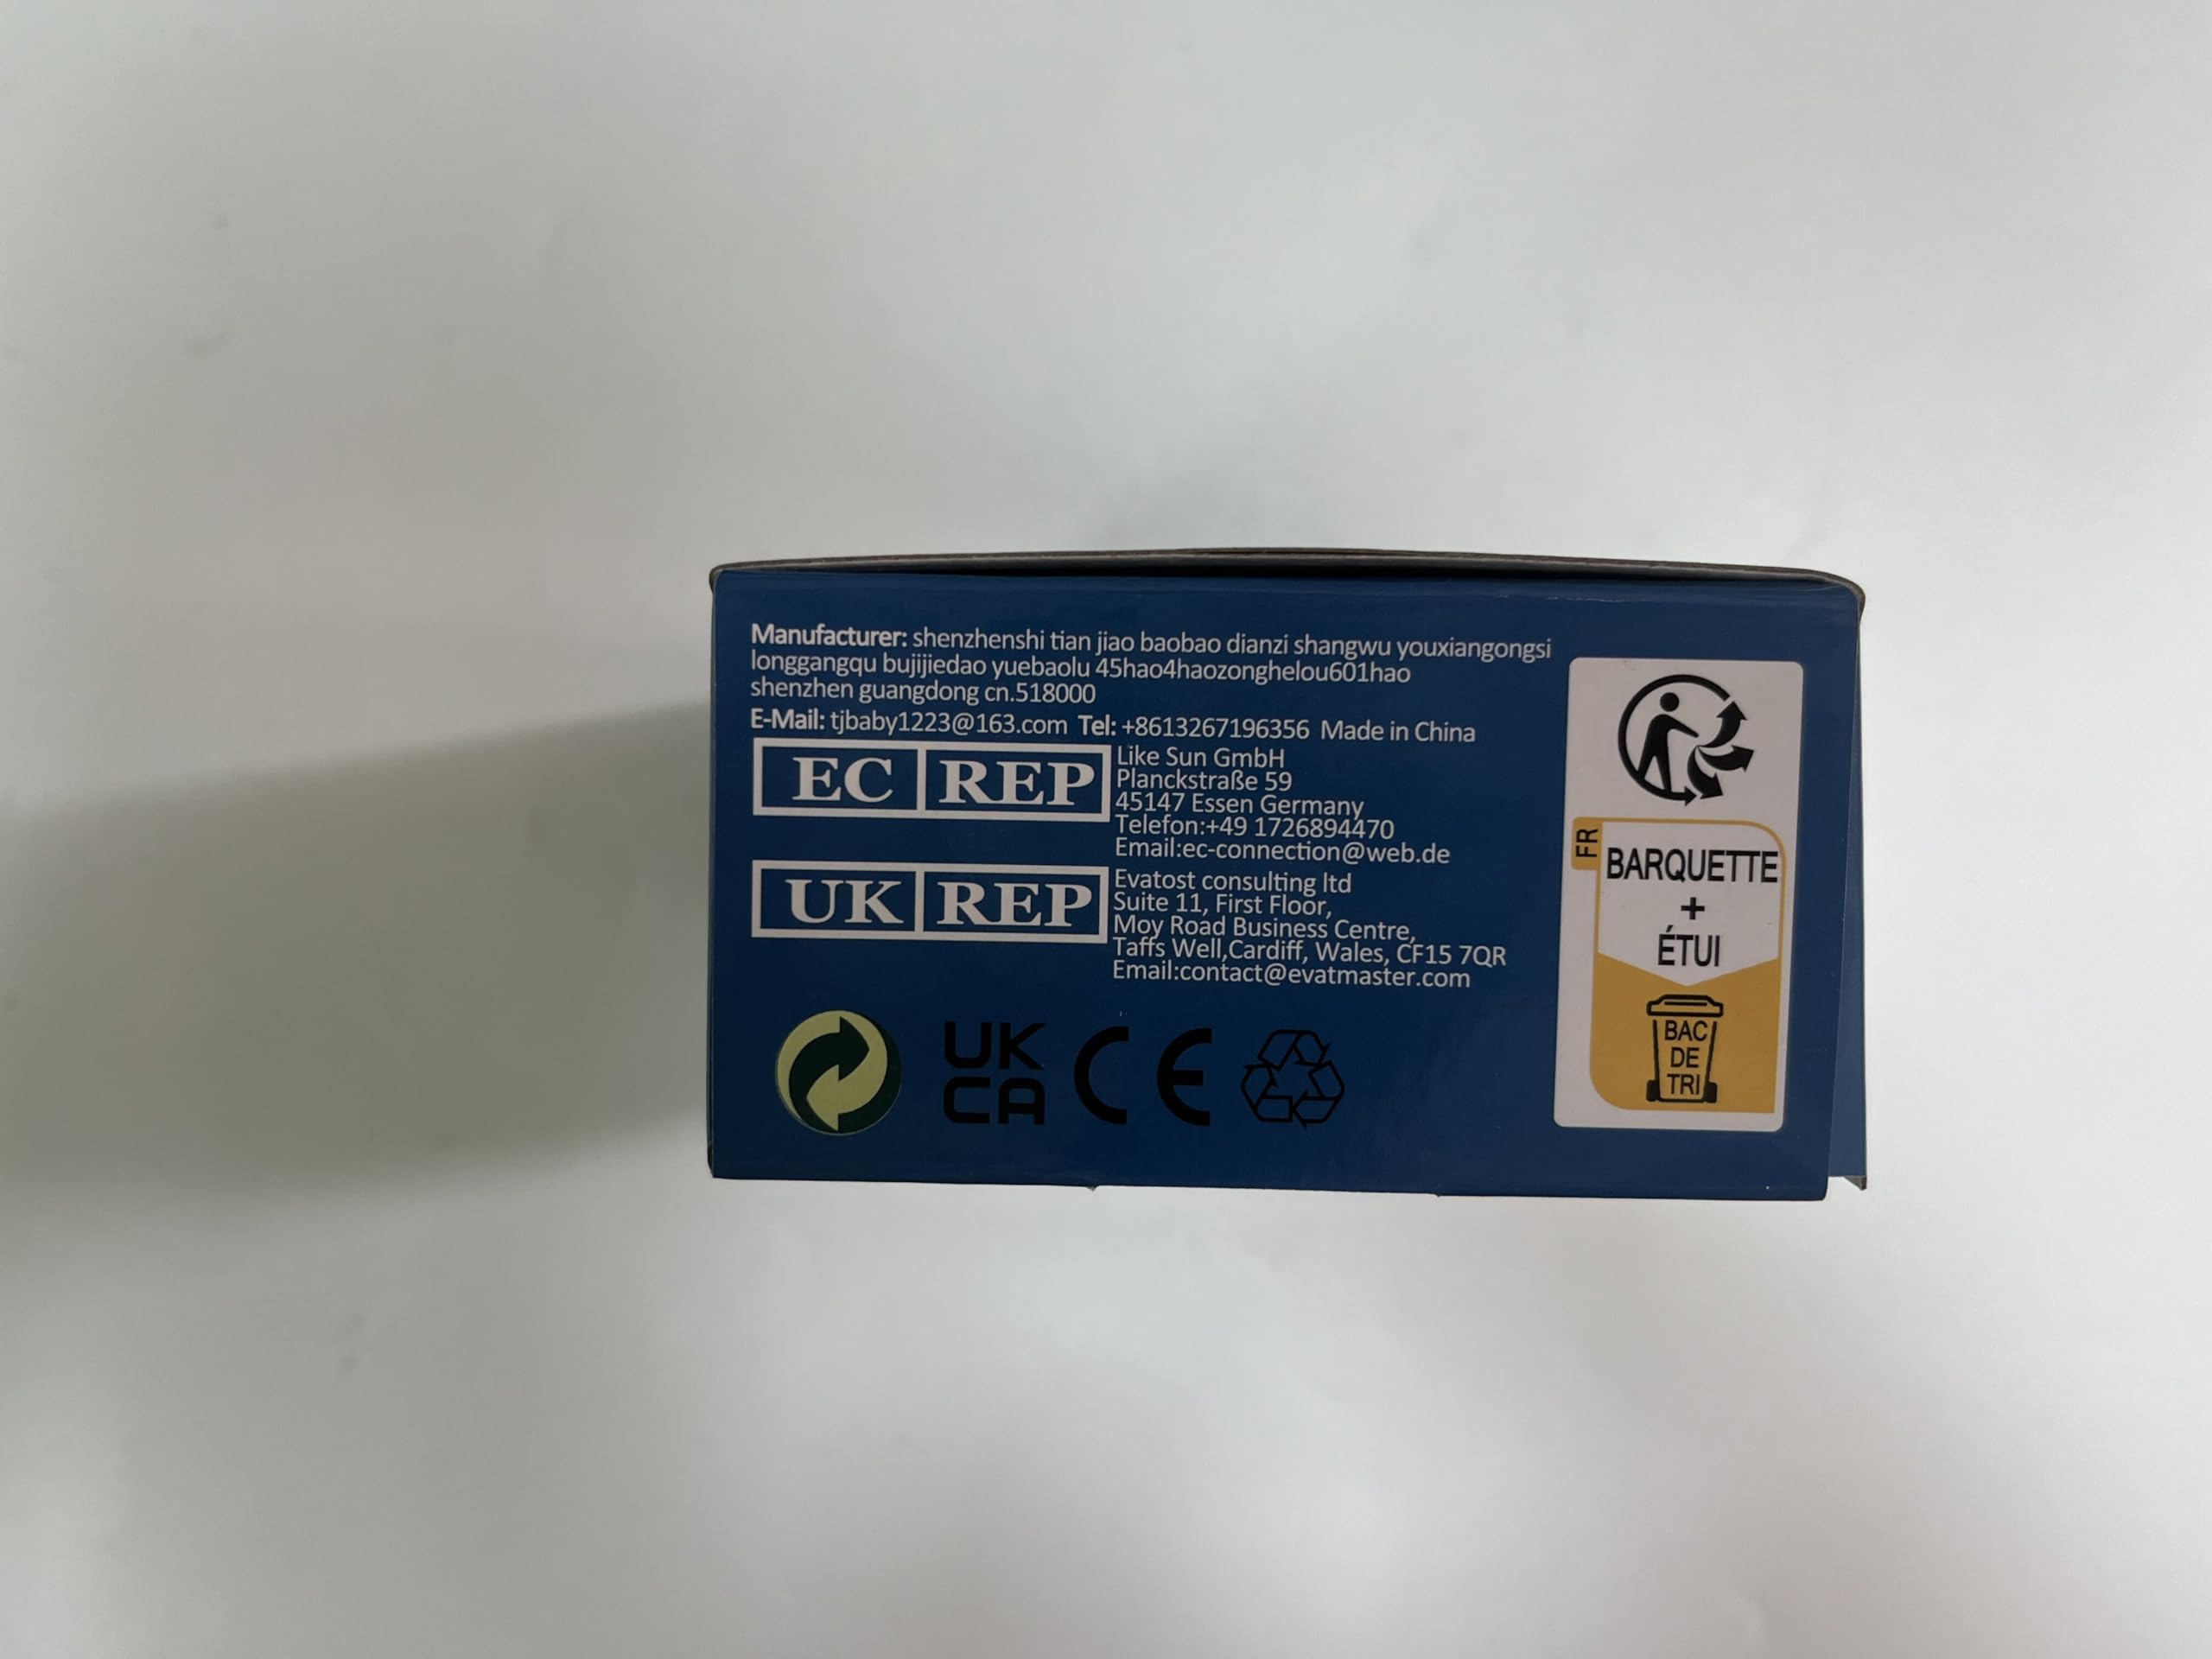 Manufacturer: shenzhenshi tian jiao baobao dianzi shangwu youxiangongsi
longgangqu bujijiedao yuebaolu 45hao4haozonghelou601hao
shenzhen guangdong cn.518000
E-Mail: tjbaby1223@163.com Tel: +8613267196356 Made in China
EC REP
Like Sun GmbH
Planckstraße 59
45147 Essen Germany
Telefon:+49 1726894470
Email:ec-connection@web.de
UK REP
Evatost consulting ltd
Suite 11, First Floor,
Moy Road Business Centre,
Taffs Well,Cardiff, Wales, CF15 7QR
Email:contact@evatmaster.com
UK
CA
CE
FR
BARQUETTE
+
ÉTUI
BAC
DE
TRI